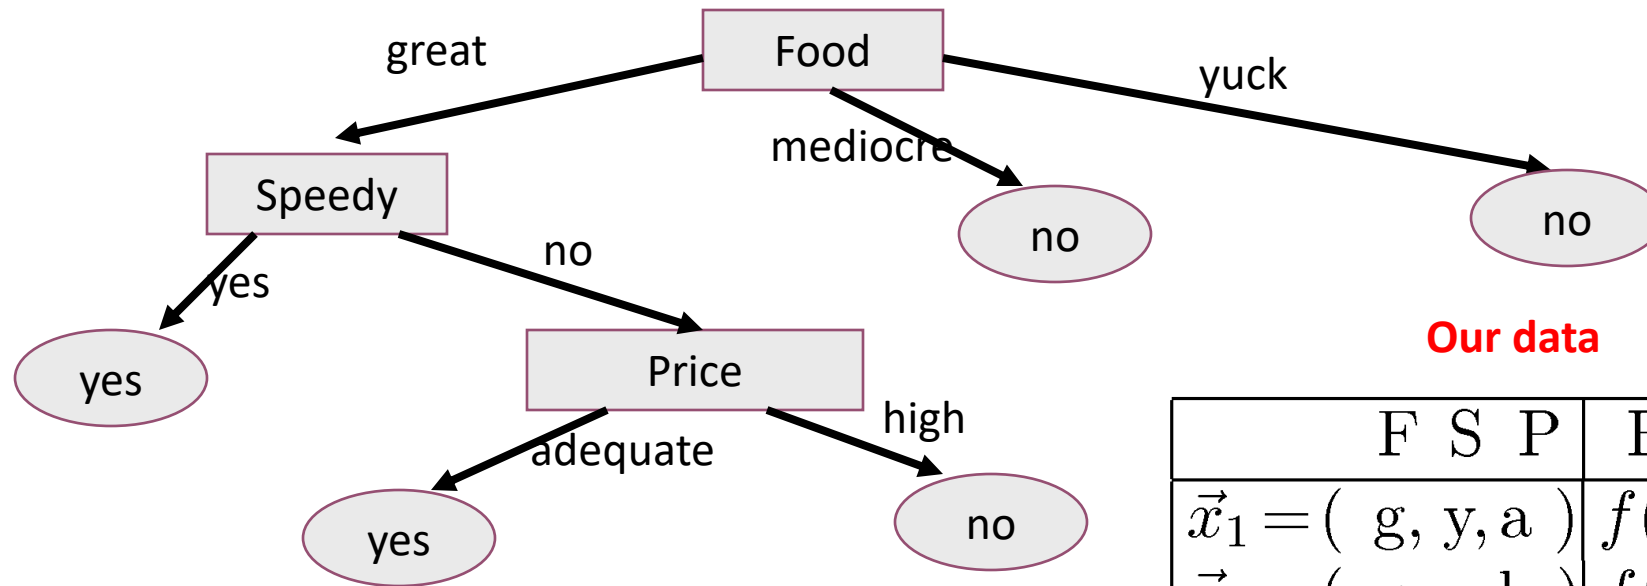 Food
great
yuck
mediocre
Speedy
no
no
no
yes
Our data
yes
Price
high
adequate
F S P
x⃗₁ = ( g, y, a ) f(
no
yes